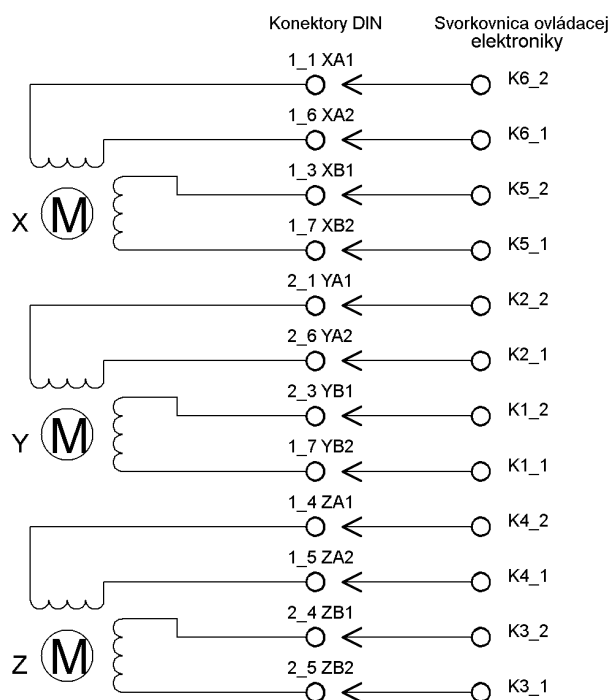 Konektory DIN
Svorkovnica ovládacej
elektroniky
1_1 XA1
K6_2
1_6 XA2
K6_1
1_3 XB1
K5_2
X M
1_7 XB2
K5_1
2_1 YA1
K2_2
2_6 YA2
K2_1
2_3 YB1
K1_2
Y M
1_7 YB2
K1_1
1_4 ZA1
K4_2
1_5 ZA2
K4_1
2_4 ZB1
K3_2
Z M
2_5 ZB2
K3_1